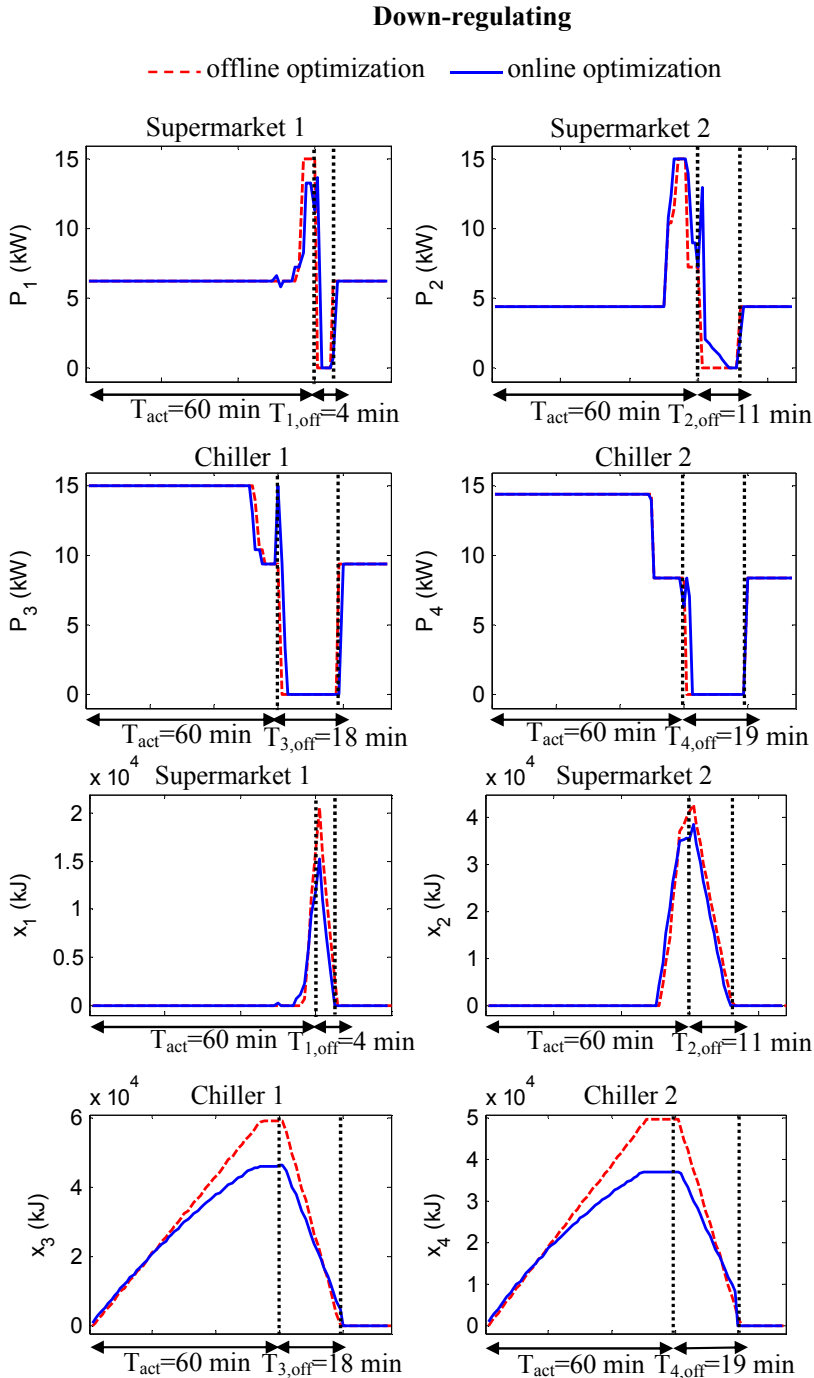 Down-regulating
offline optimization online optimization
Supermarket 1 Supermarket 2
15 15
10 10
5 5
0 0
P1 (kW) P2 (kW)
Tact=60 min T1,off=4 min Tact=60 min T2,off=11 min
Chiller 1 Chiller 2
15 15
10 10
5 5
0 0
P3 (kW) P4 (kW)
Tact=60 min T3,off=18 min Tact=60 min T4,off=19 min
x 10^4 Supermarket 1 x 10^4 Supermarket 2
2 4
1.5 3
1 2
0.5 1
0 0
x1 (kJ) x2 (kJ)
Tact=60 min T1,off=4 min Tact=60 min T2,off=11 min
x 10^4 Chiller 1 x 10^4 Chiller 2
6 5
4 4
3
2 2
1
0 0
x3 (kJ) x4 (kJ)
Tact=60 min T3,off=18 min Tact=60 min T4,off=19 min